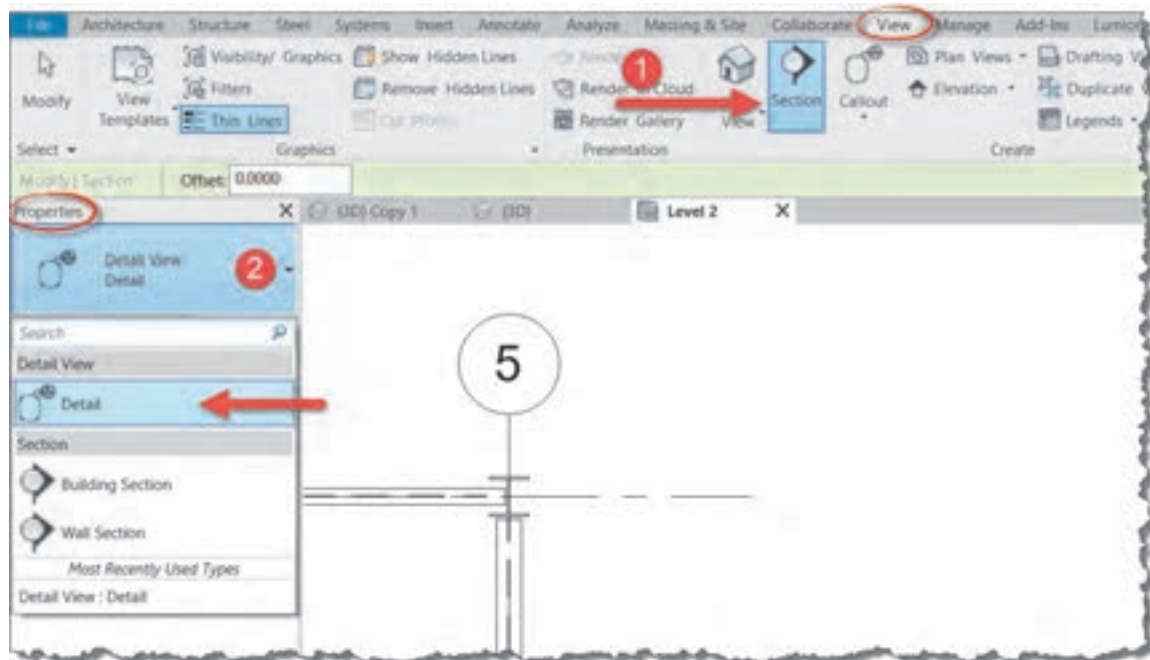 File Architecture Structure Steel Systems Insert Annotate Analyze Massing & Site Collaborate View Manage Add-Ins
Visibility/ Graphics Show Hidden Lines 1 Plan Views Drafting
Filters Remove Hidden Lines Render in Cloud Elevation Duplicate
Modify View Templates Thin Lines Cut Profile Render Gallery View Section Callout Legends
Select Graphics Presentation Create
Modify | Section Offset: 0.0000
Properties (3D) Copy 1 (3D) Level 2
Detail View
Detail
2
Search
Detail View
Detail
Section
Building Section
Wall Section
Most Recently Used Types
Detail View : Detail
5